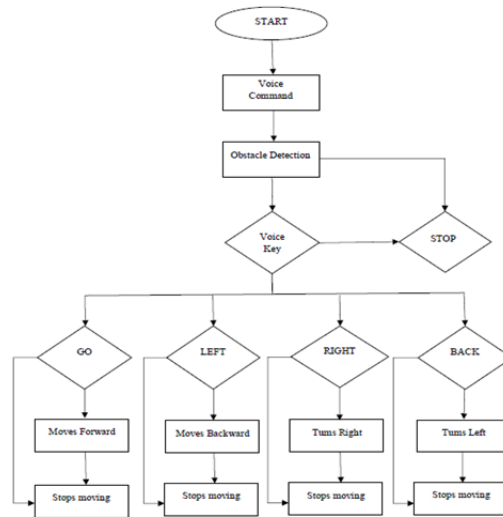 START
Voice
Command
Obstacle Detection
Voice
Key
STOP
GO
LEFT
RIGHT
BACK
Moves Forward
Moves Backward
Turns Right
Turns Left
Stops moving
Stops moving
Stops moving
Stops moving